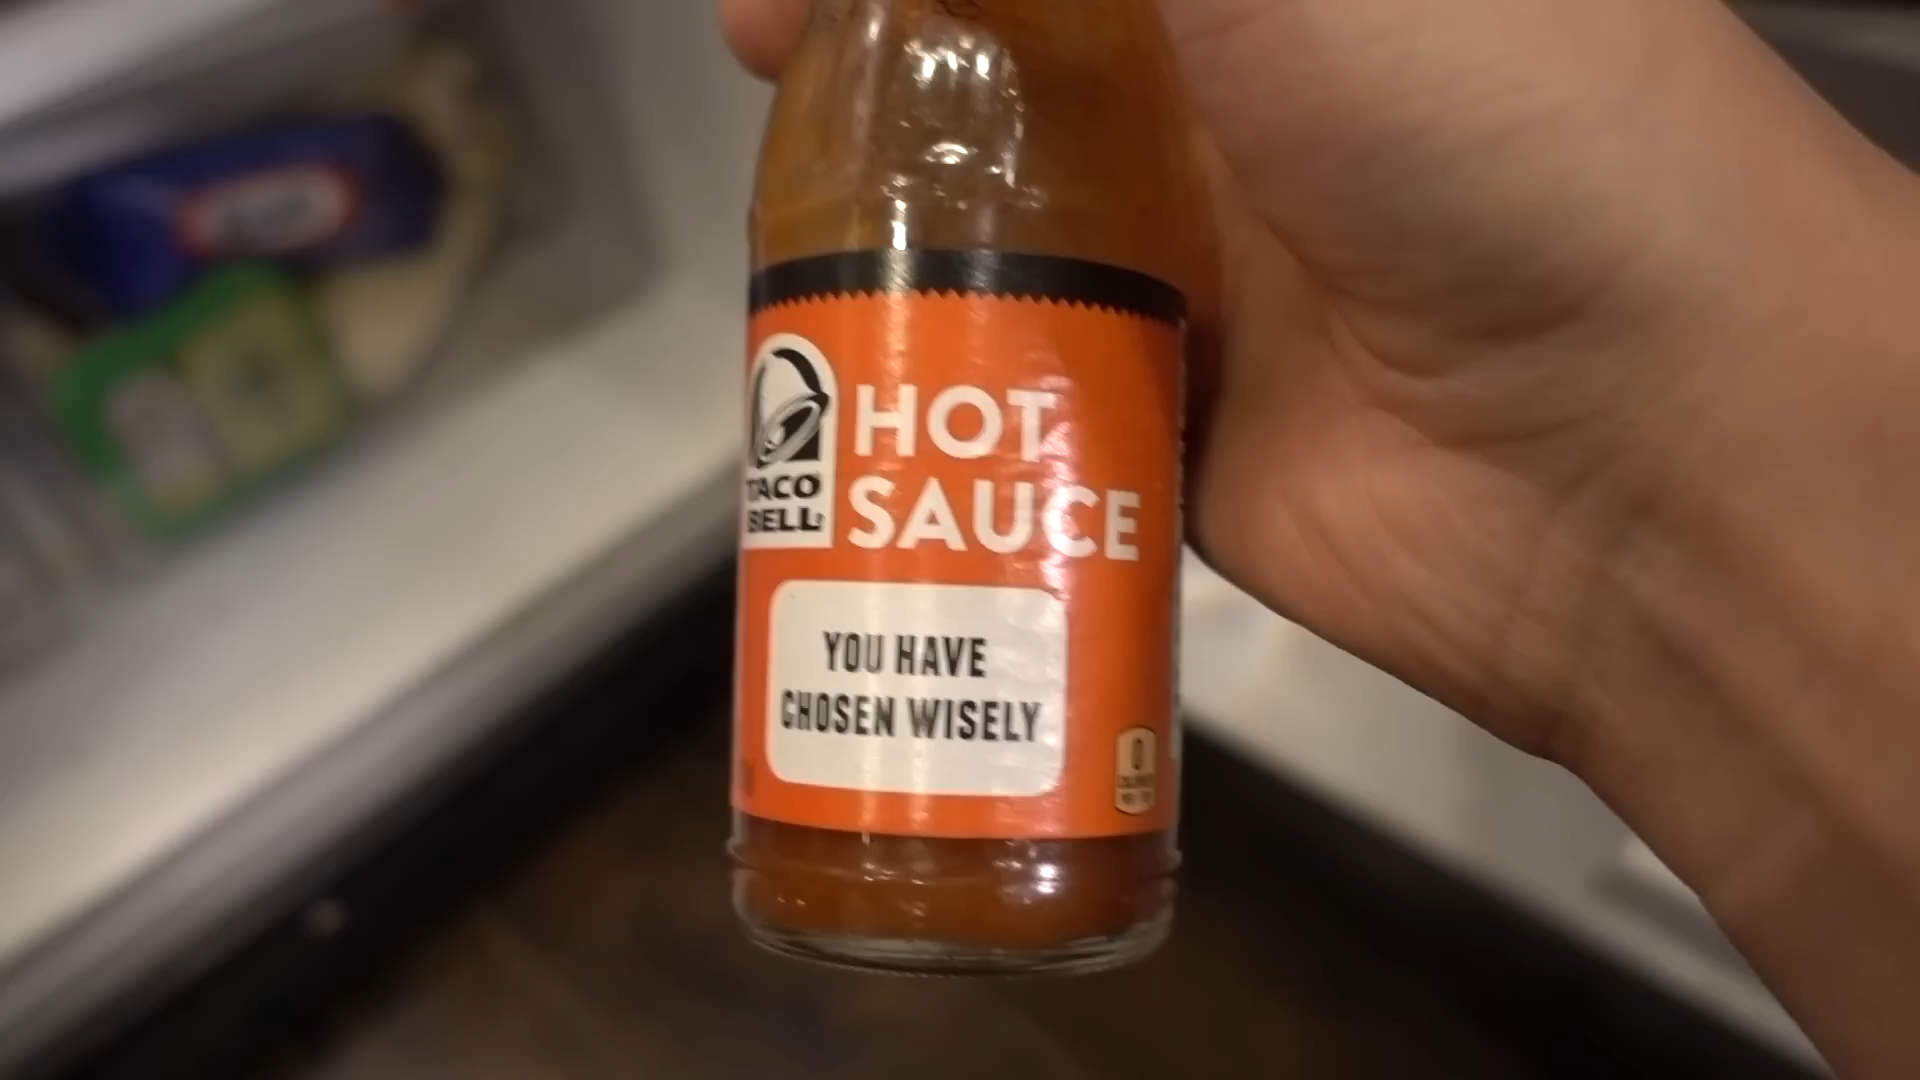 TACO
BELL
HOT
SAUCE
YOU HAVE
CHOSEN WISELY
0